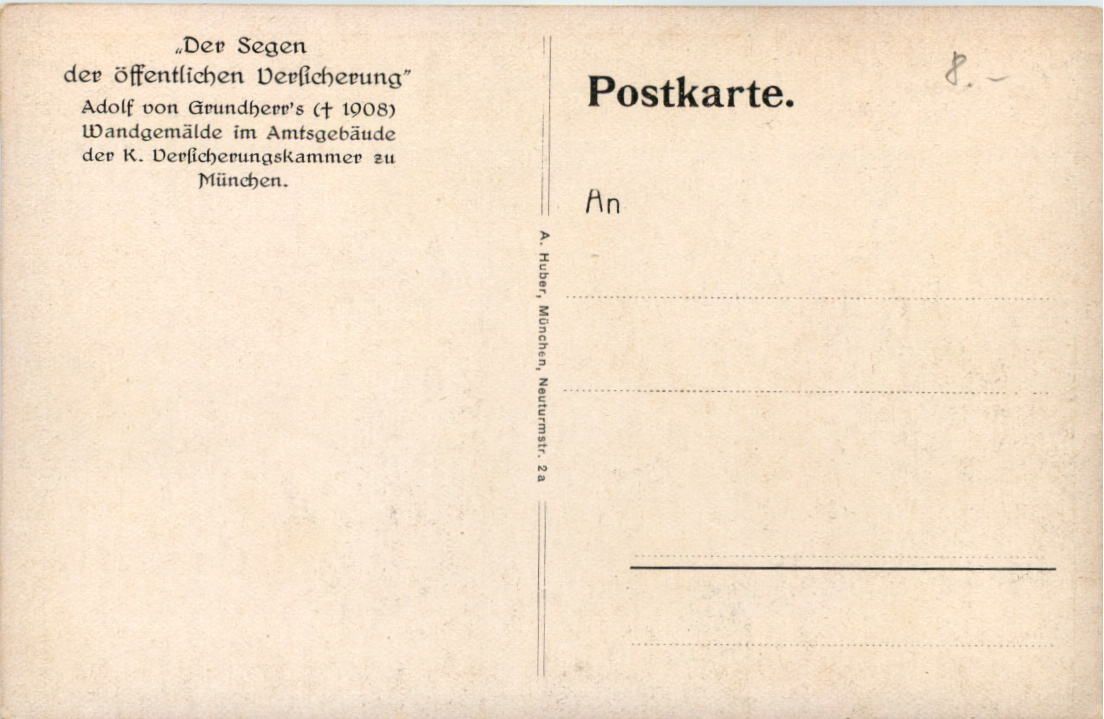 „Der Segen
der öffentlichen Versicherung”
Adolf von Grundherr's († 1908)
Wandgemälde im Amtsgebäude
der K. Versicherungskammer zu
München.
A. Huber, München, Neuturmstr. 2a
Postkarte.
8.-
An